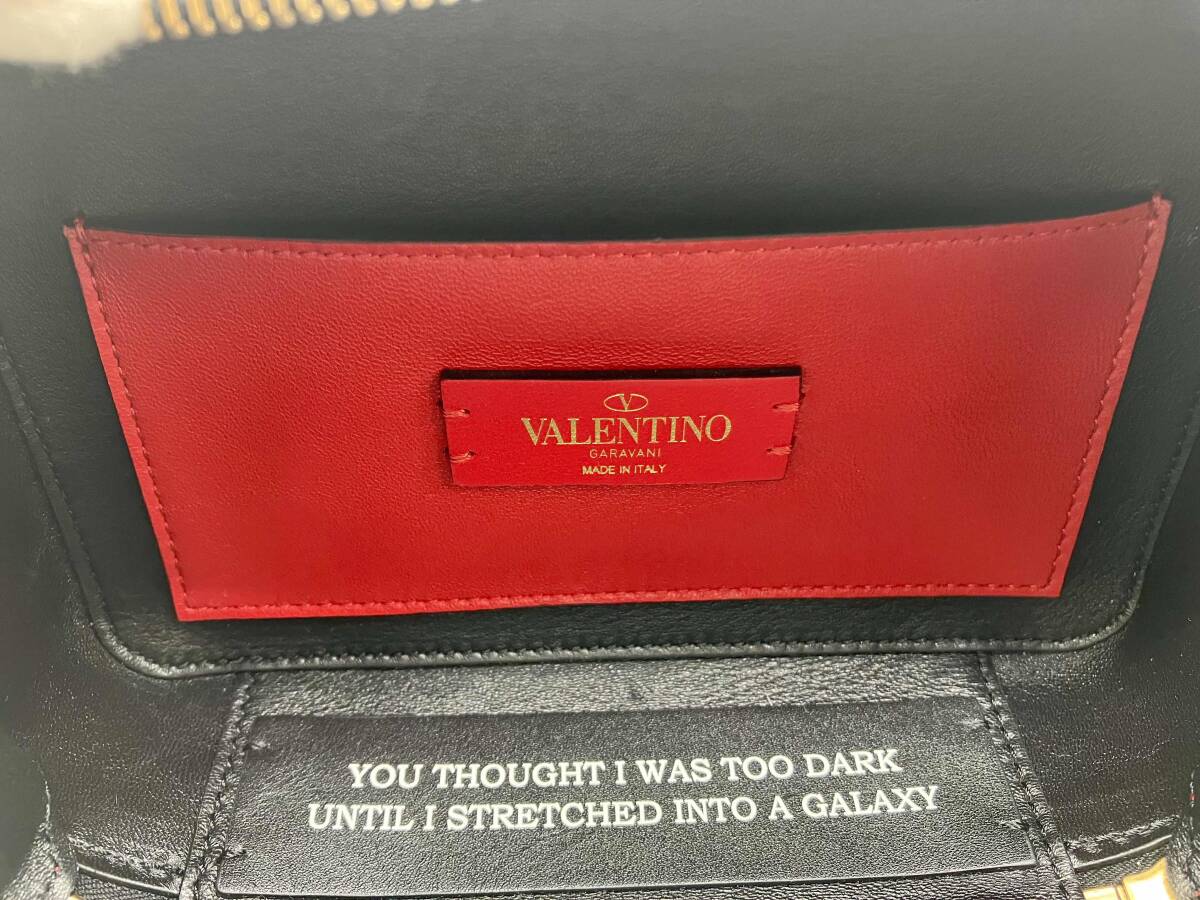 V
VALENTINO
GARAVANI
MADE IN ITALY
YOU THOUGHT I WAS TOO DARK
UNTIL I STRETCHED INTO A GALAXY